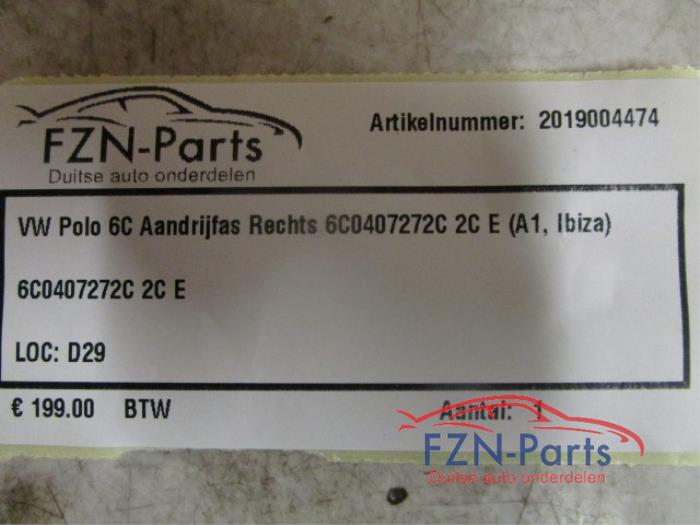 FZN-Parts
Duitse auto onderdelen
Artikelnummer: 2019004474
VW Polo 6C Aandrijfas Rechts 6C0407272C 2C E (A1, Ibiza)
6C0407272C 2C E
LOC: D29
€ 199.00 BTW
Aantal: 1
FZN-Parts
Duitse auto onderdelen